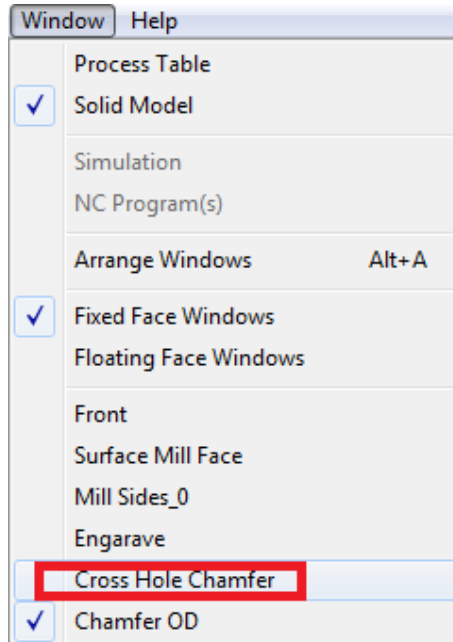 Window Help
Process Table
Solid Model
Simulation
NC Program(s)
Arrange Windows Alt+A
Fixed Face Windows
Floating Face Windows
Front
Surface Mill Face
Mill Sides_0
Engarave
Cross Hole Chamfer
Chamfer OD